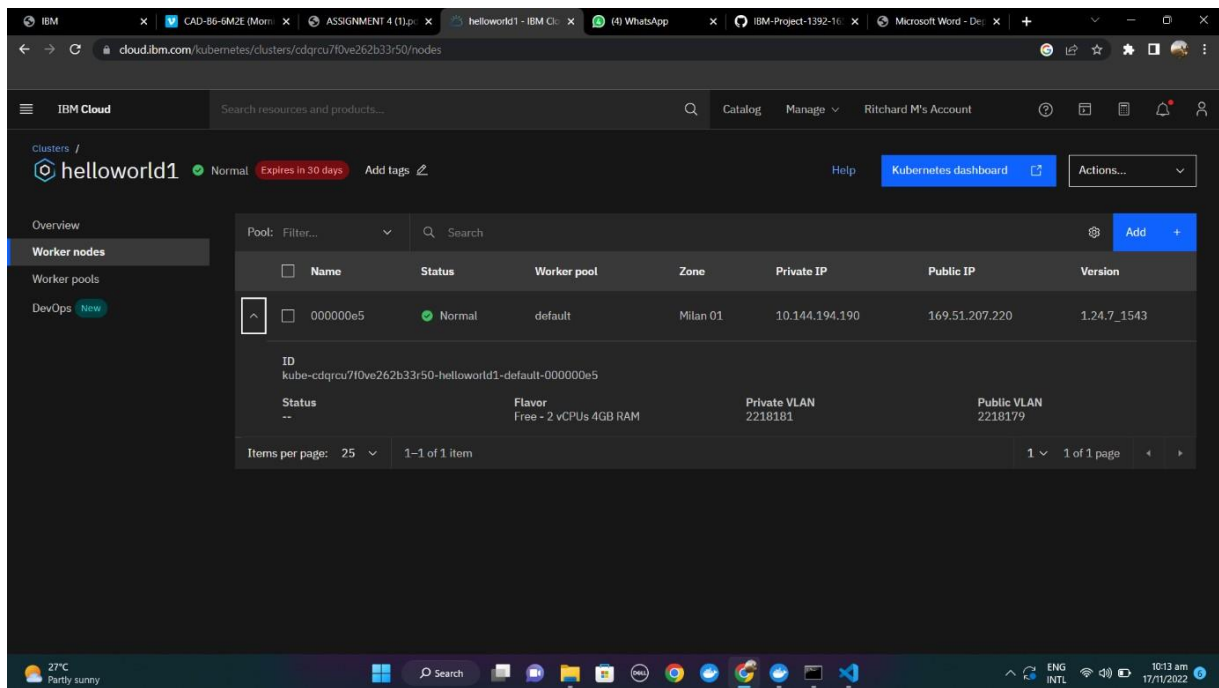 IBM
CAD-B6-6M2E (Morn
ASSIGNMENT 4 (1).pc
helloworld1 - IBM Clo
(4) WhatsApp
IBM-Project-1392-16
Microsoft Word - De
cloud.ibm.com/kubernetes/clusters/cdqrcu7f0ve262b33r50/nodes
IBM Cloud Search resources and products... Catalog Manage Ritchard M's Account
Clusters /
helloworld1 Normal Expires in 30 days Add tags Help Kubernetes dashboard Actions...
Overview
Worker nodes
Worker pools
DevOps New
Pool: Filter... Search Add +
Name Status Worker pool Zone Private IP Public IP Version
000000e5 Normal default Milan 01 10.144.194.190 169.51.207.220 1.24.7_1543
ID
kube-cdqrcu7f0ve262b33r50-helloworld1-default-000000e5
Status Flavor Private VLAN Public VLAN
-- Free - 2 vCPUs 4GB RAM 2218181 2218179
Items per page: 25 1–1 of 1 item 1 1 of 1 page
27°C
Partly sunny
Search
DELL
ENG
INTL
10:13 am
17/11/2022
6